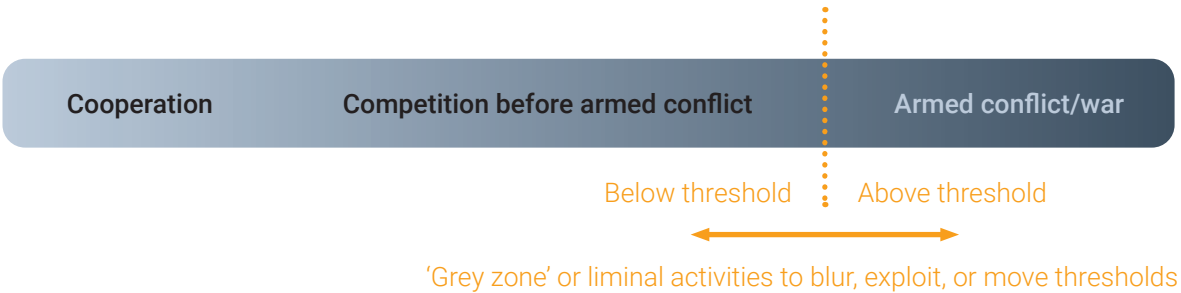 Cooperation
Competition before armed conflict
Armed conflict/war
Below threshold
Above threshold
‘Grey zone’ or liminal activities to blur, exploit, or move thresholds